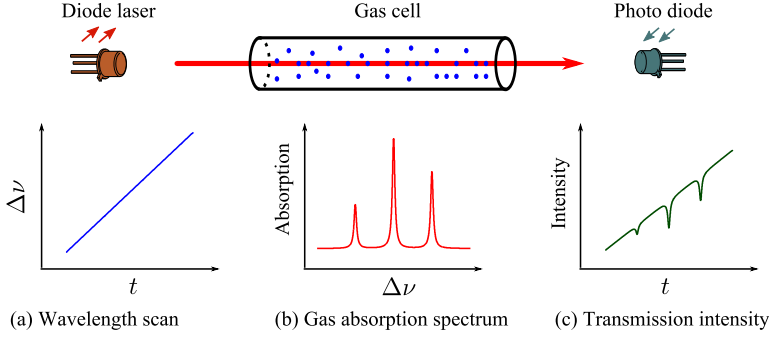 Diode laser
Gas cell
Photo diode
Δν
t
Absorption
Δν
Intensity
t
(a) Wavelength scan
(b) Gas absorption spectrum
(c) Transmission intensity